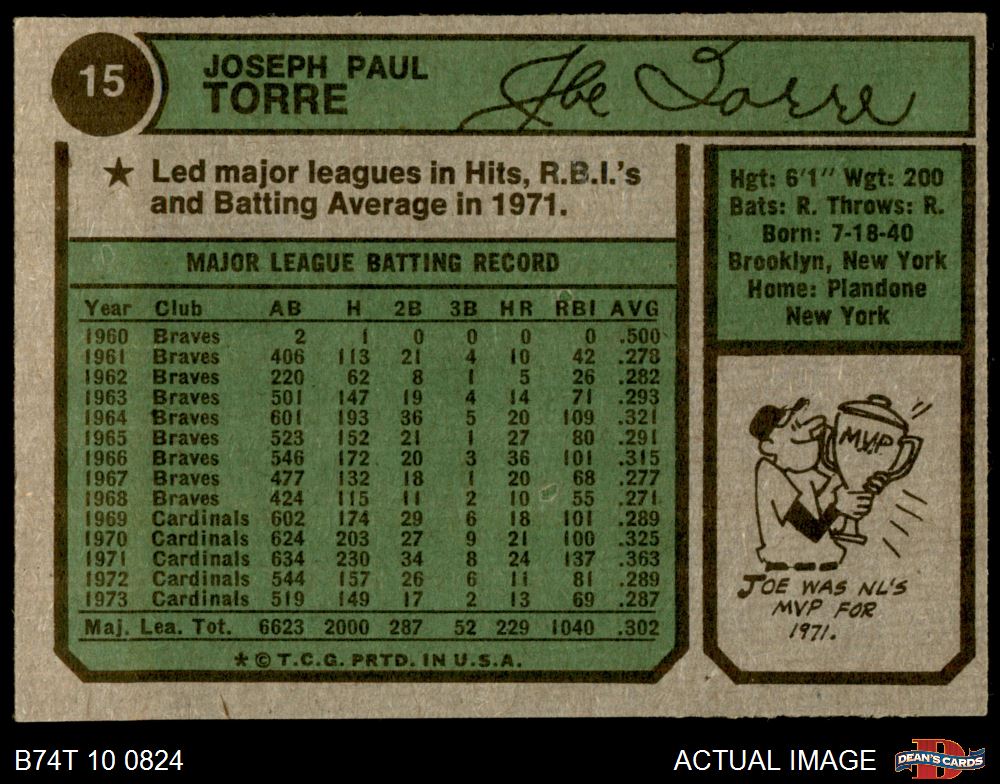 15
JOSEPH PAUL
TORRE
Joe Torre
★ Led major leagues in Hits, R.B.I.'s
and Batting Average in 1971.
MAJOR LEAGUE BATTING RECORD
Year Club AB H 2B 3B HR RBI AVG
1960 Braves 2 1 0 0 0 0 .500
1961 Braves 406 113 21 4 10 42 .278
1962 Braves 220 62 8 1 5 26 .282
1963 Braves 501 147 19 4 14 71 .293
1964 Braves 601 193 36 5 20 109 .321
1965 Braves 523 152 21 1 27 80 .291
1966 Braves 546 172 20 3 36 101 .315
1967 Braves 477 132 18 1 20 68 .277
1968 Braves 424 115 11 2 10 55 .271
1969 Cardinals 602 174 29 6 18 101 .289
1970 Cardinals 624 203 27 9 21 100 .325
1971 Cardinals 634 230 34 8 24 137 .363
1972 Cardinals 544 157 26 6 11 81 .289
1973 Cardinals 519 149 17 2 13 69 .287
Maj. Lea. Tot. 6623 2000 287 52 229 1040 .302
★ © T.C.G. PRTD. IN U.S.A.
Hgt: 6'1" Wgt: 200
Bats: R. Throws: R.
Born: 7-18-40
Brooklyn, New York
Home: Plandone
New York
MVP
JOE WAS NL'S
MVP FOR
1971.
B74T 10 0824
ACTUAL IMAGE
D
DEAN'S CARDS